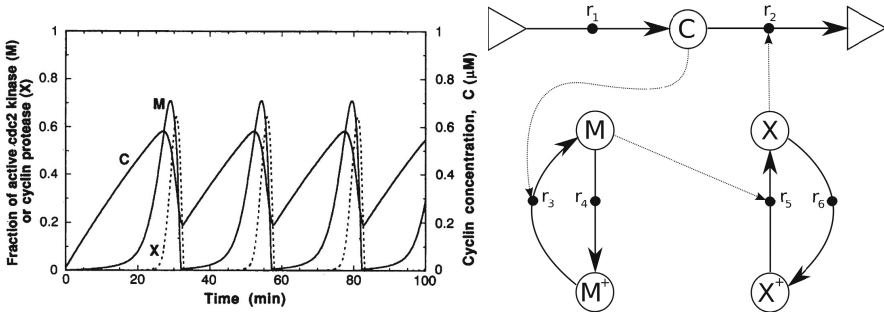 Fraction of active cdc2 kinase (M)
or cyclin protease (X)
1
0.8
0.6
0.4
0.2
0
M
C
X
0
20
40
60
80
100
Time (min)
1
0.8
0.6
0.4
0.2
0
Cyclin concentration, C (μM)
r1
C
r2
M
X
r3
r4
r5
r6
M+
X+